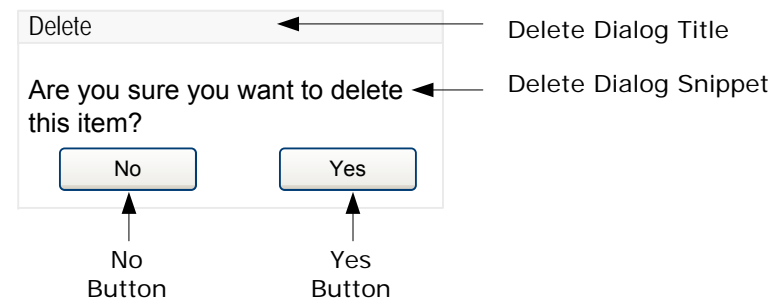 Delete
Delete Dialog Title
Are you sure you want to delete
this item?
Delete Dialog Snippet
No
Yes
No
Button
Yes
Button